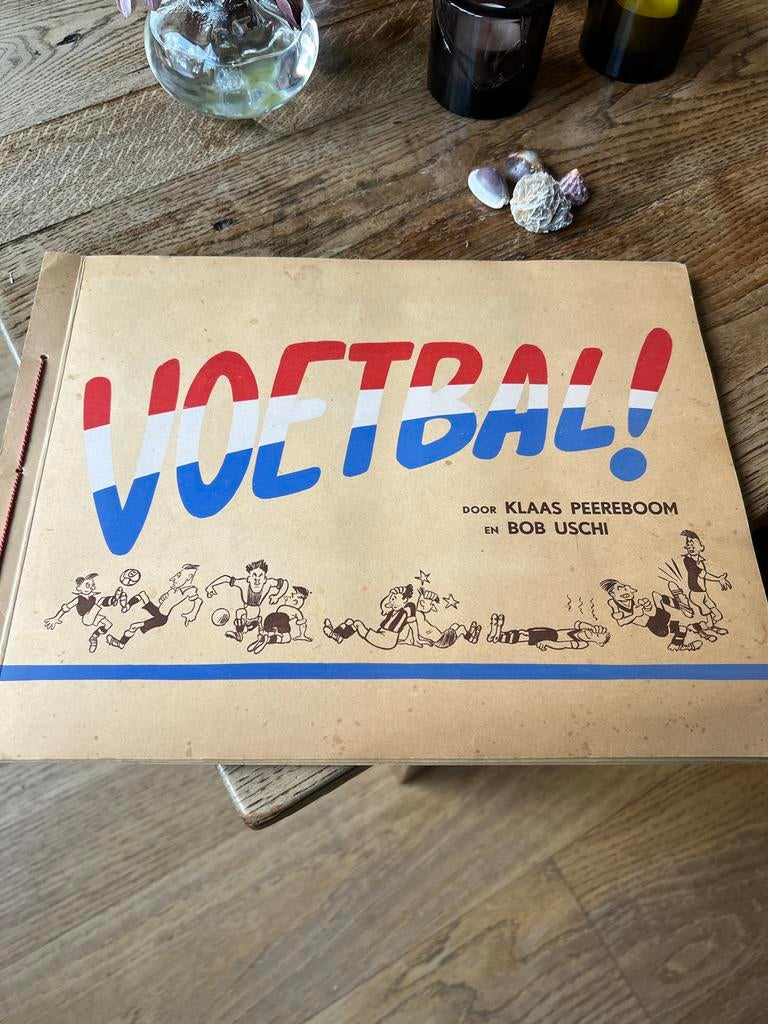 VOETBAL!
DOOR KLAAS PEEREBOOM
EN BOB USCHI